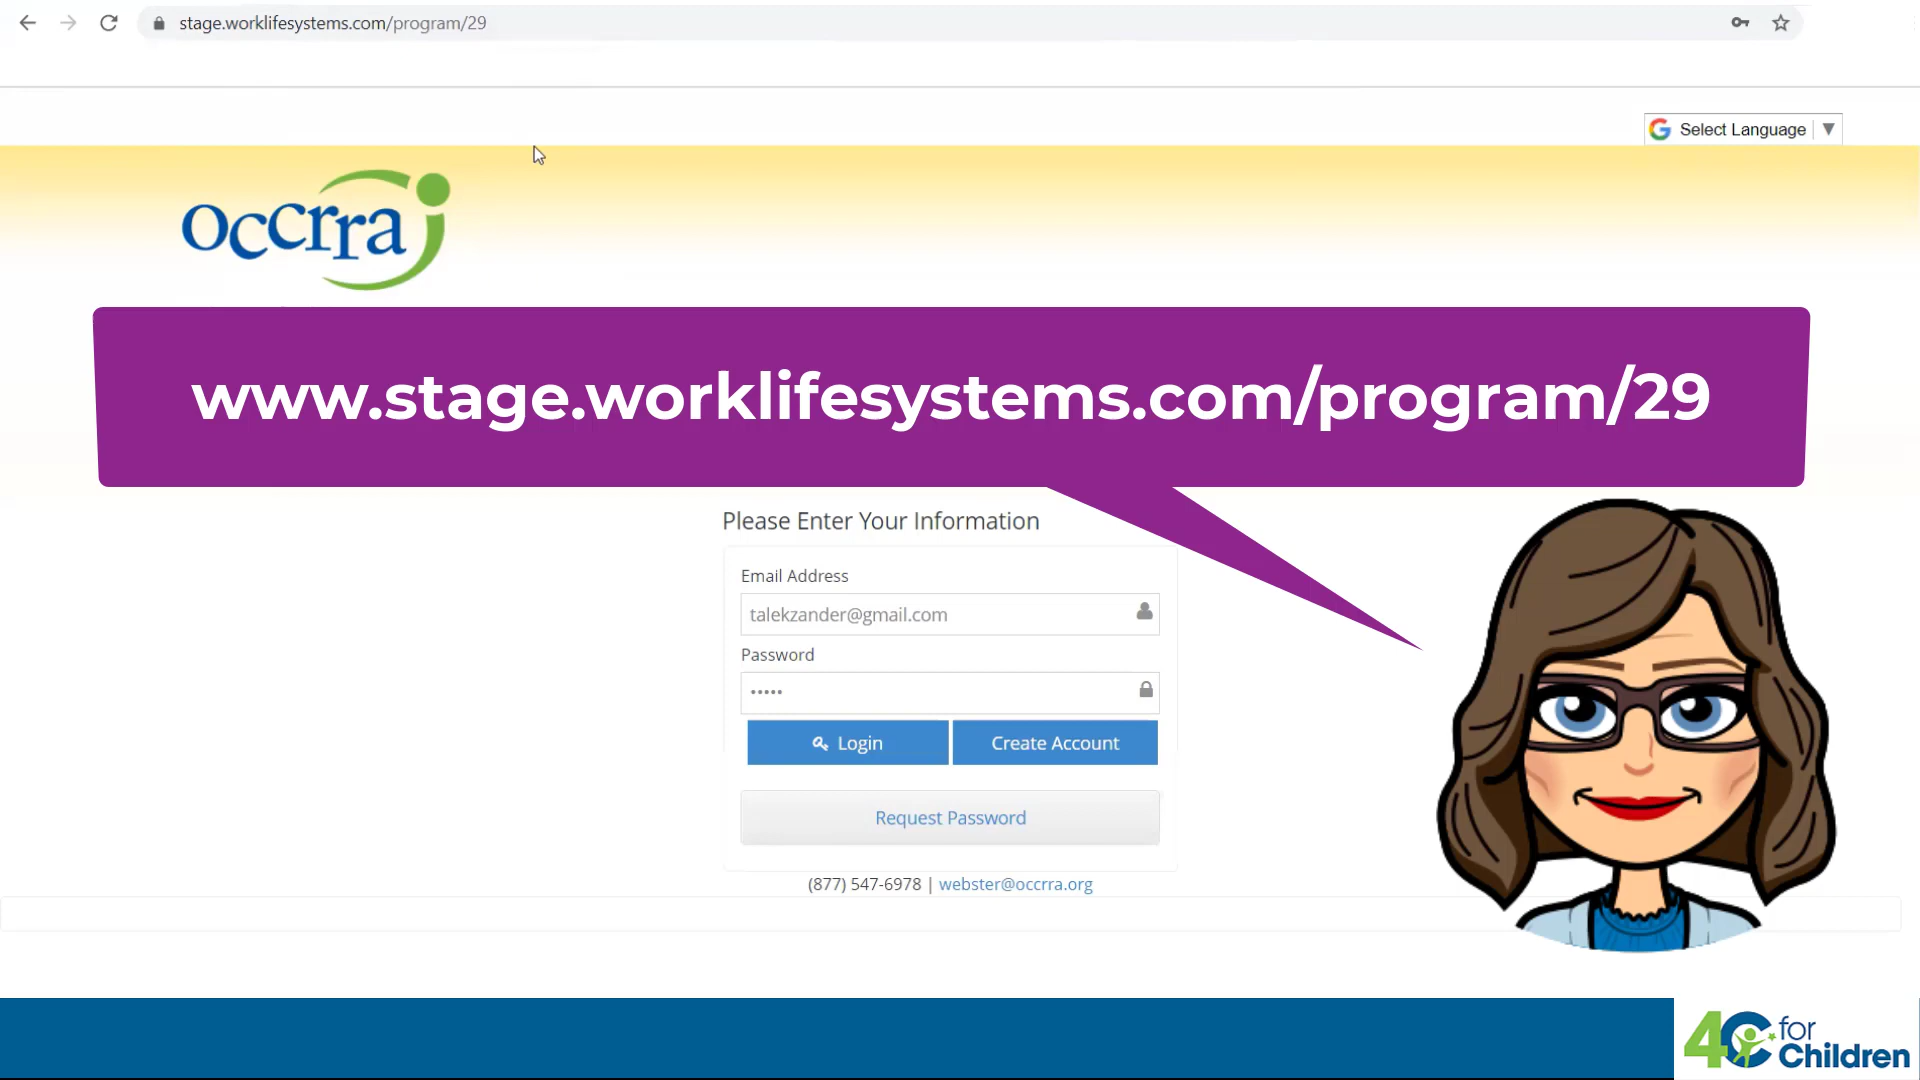 stage.worklifesystems.com/program/29
Select Language
occrra
www.stage.worklifesystems.com/program/29
Please Enter Your Information
Email Address
talekzander@gmail.com
Password
•••••
Login
Create Account
Request Password
(877) 547-6978 | webster@occrra.org
4C for Children